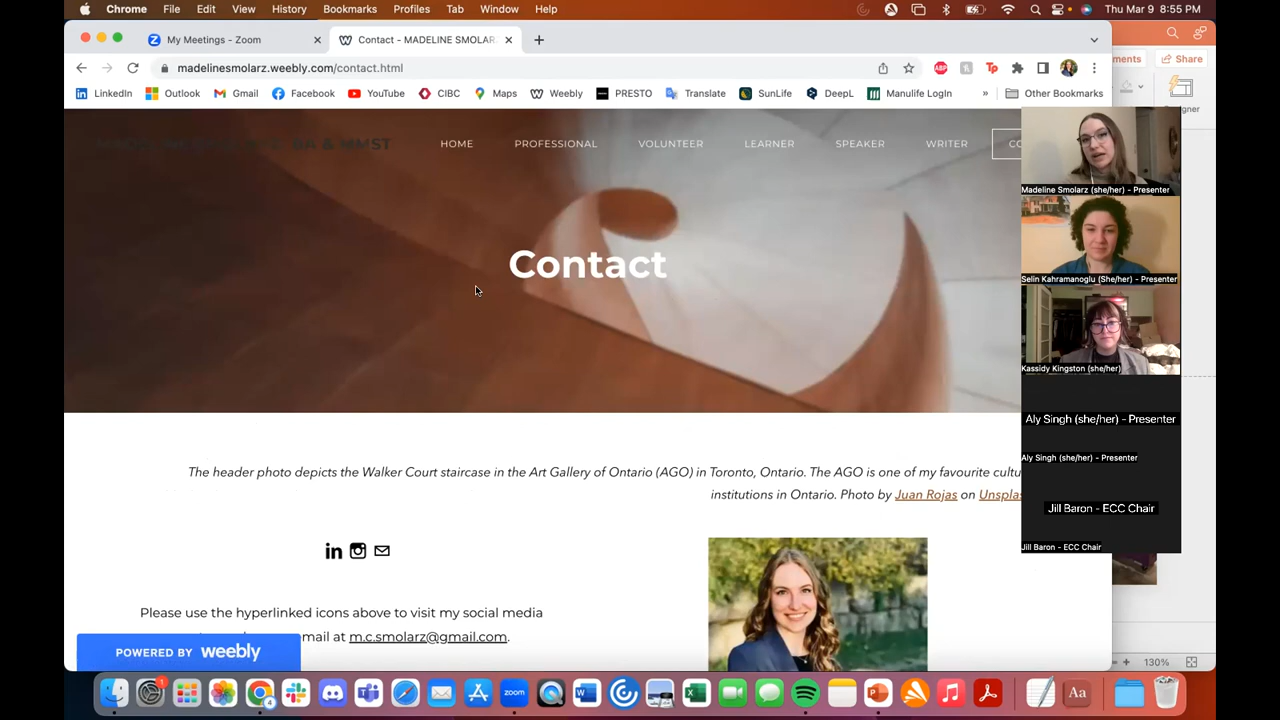 Chrome File Edit View History Bookmarks Profiles Tab Window Help
Thu Mar 9 8:55 PM
My Meetings - Zoom
Contact - MADELINE SMOLAR
madelinesmolarz.weebly.com/contact.html
ments
Share
LinkedIn Outlook Gmail Facebook YouTube CIBC Maps Weebly PRESTO Translate SunLife DeepL Manulife LogIn » Other Bookmarks
signer
BA & MMST
HOME PROFESSIONAL VOLUNTEER LEARNER SPEAKER WRITER CO
Contact
Madeline Smolarz (she/her) - Presenter
Selin Kahramanoglu (She/her) - Presenter
Kassidy Kingston (she/her)
Aly Singh (she/her) - Presenter
Aly Singh (she/her) - Presenter
Jill Baron - ECC Chair
Jill Baron - ECC Chair
The header photo depicts the Walker Court staircase in the Art Gallery of Ontario (AGO) in Toronto, Ontario. The AGO is one of my favourite cultu
institutions in Ontario. Photo by Juan Rojas on Unsplas
Please use the hyperlinked icons above to visit my social media
mail at m.c.smolarz@gmail.com.
POWERED BY weebly
130%